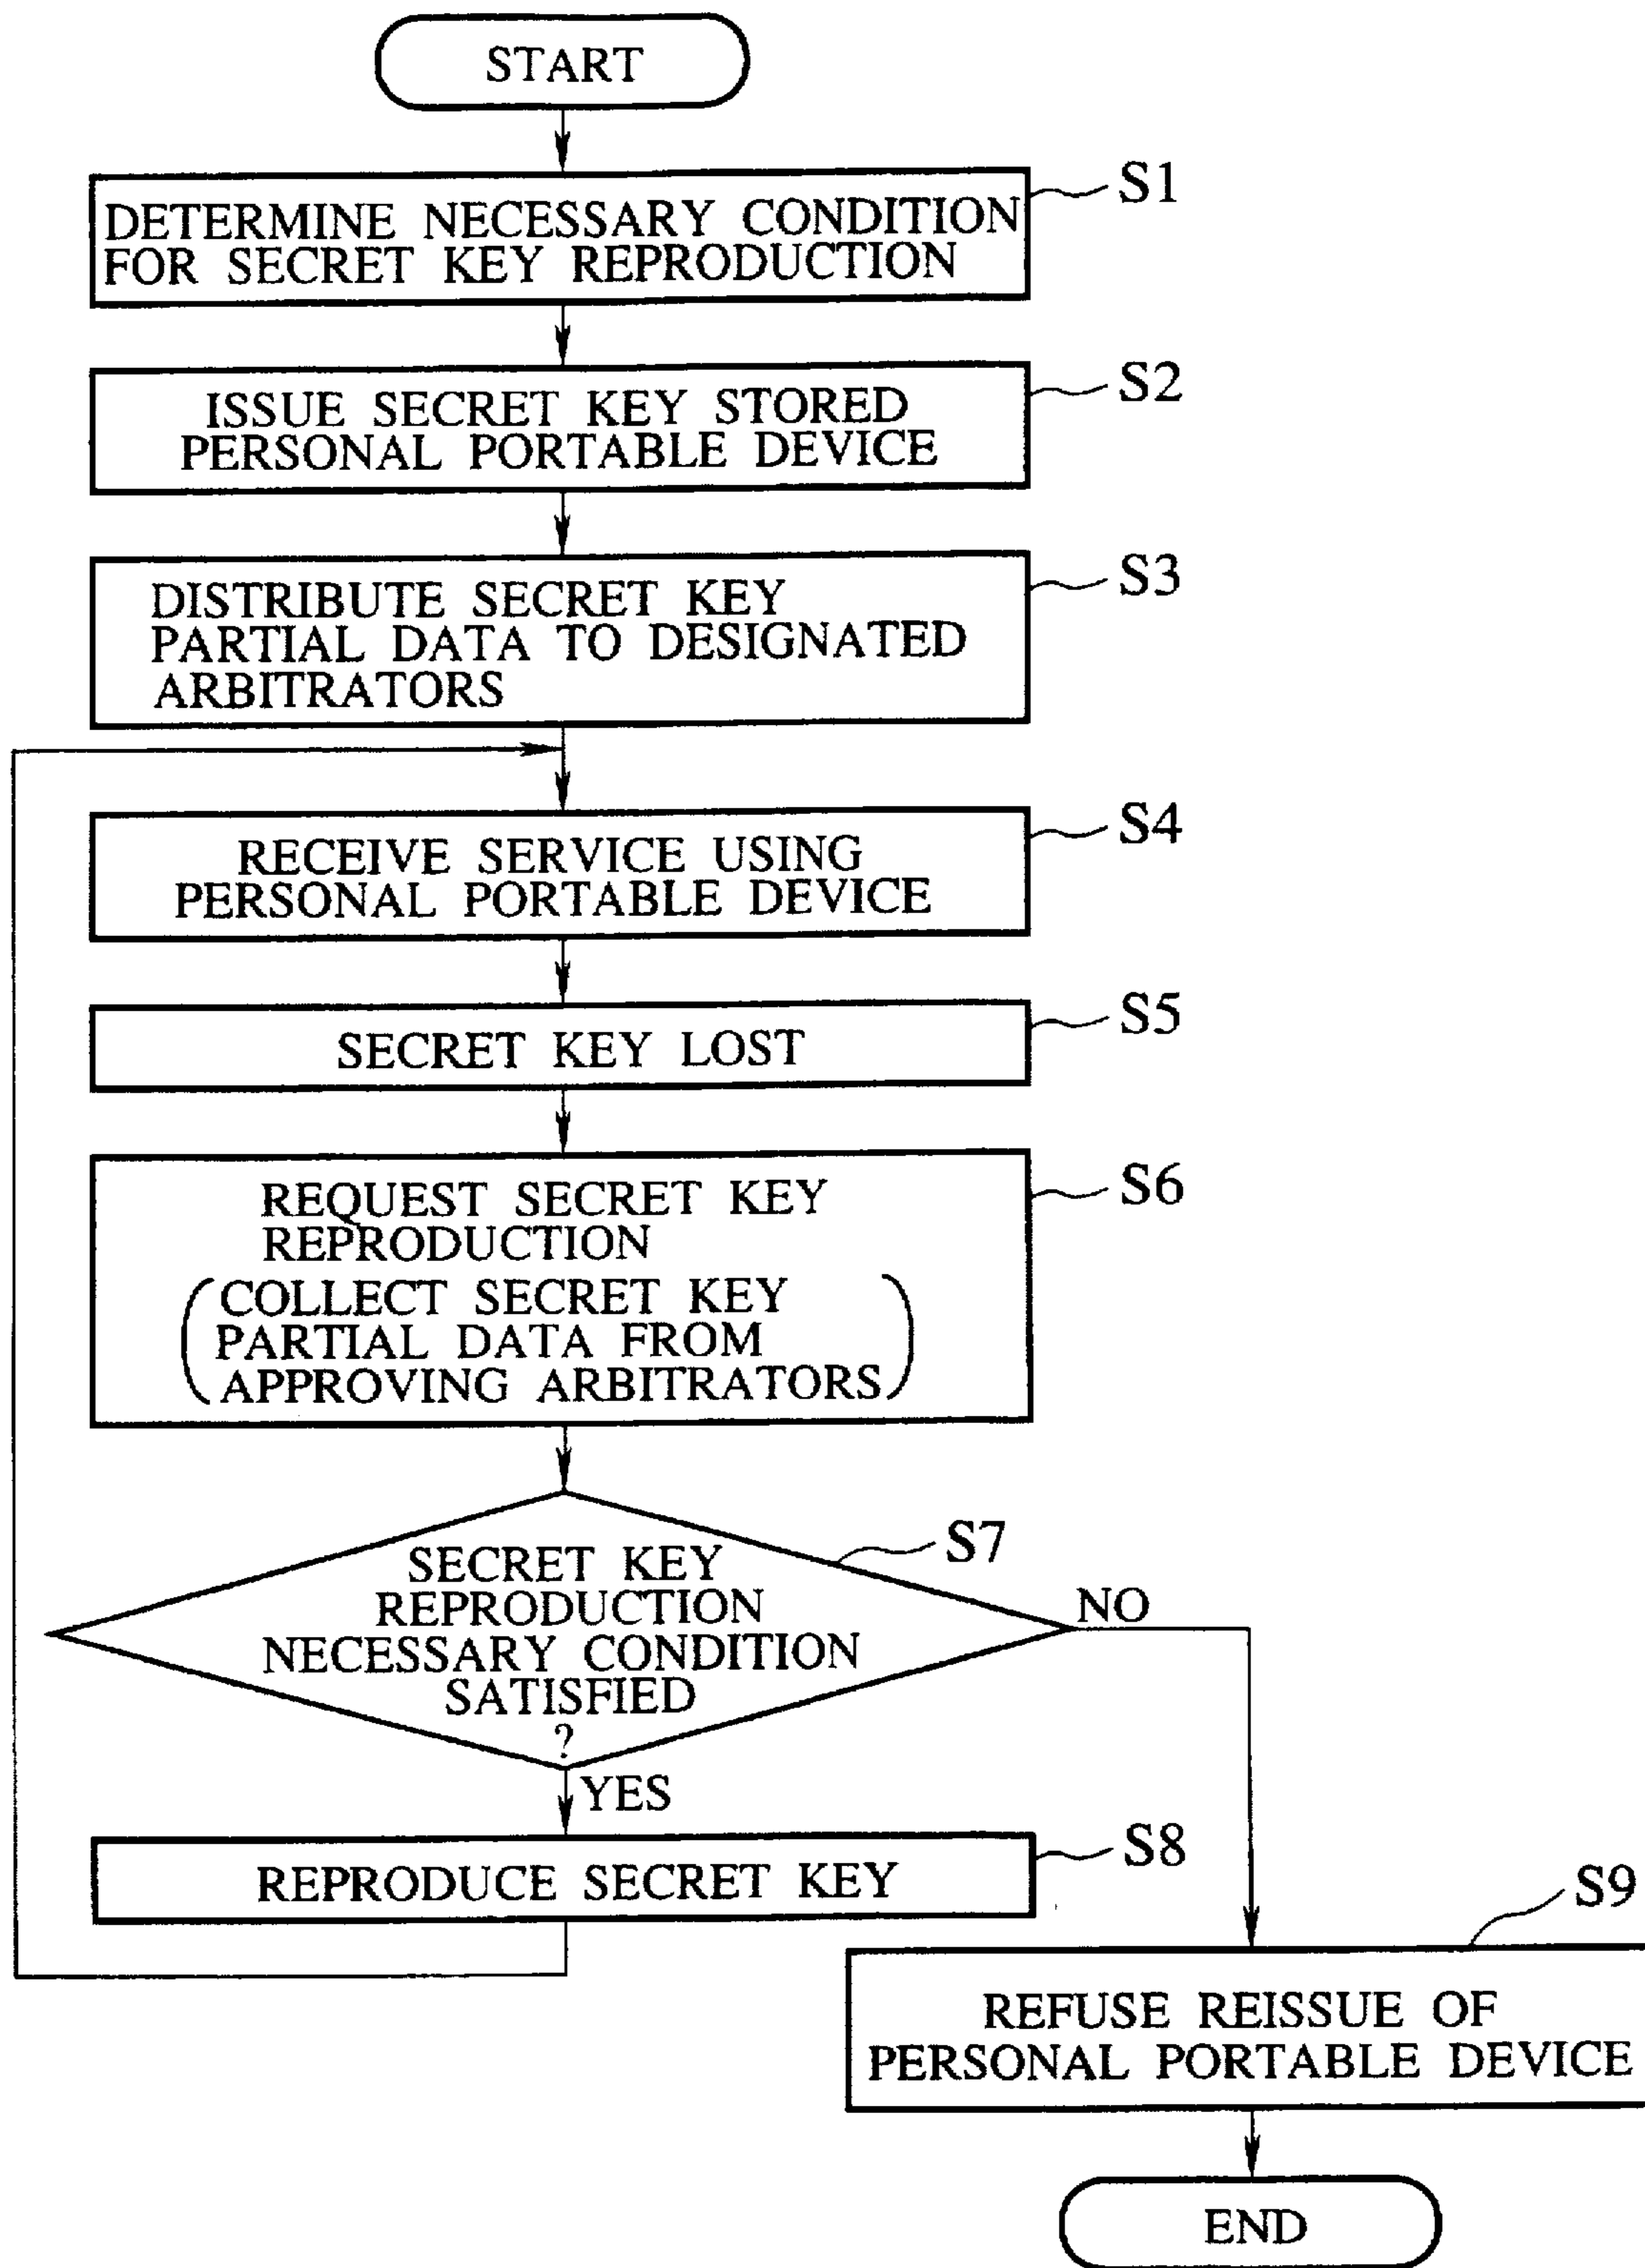 START
S1
DETERMINE NECESSARY CONDITION
FOR SECRET KEY REPRODUCTION
S2
ISSUE SECRET KEY STORED
PERSONAL PORTABLE DEVICE
S3
DISTRIBUTE SECRET KEY
PARTIAL DATA TO DESIGNATED
ARBITRATORS
S4
RECEIVE SERVICE USING
PERSONAL PORTABLE DEVICE
S5
SECRET KEY LOST
S6
REQUEST SECRET KEY
REPRODUCTION
(COLLECT SECRET KEY
PARTIAL DATA FROM
APPROVING ARBITRATORS)
S7
SECRET KEY
REPRODUCTION
NECESSARY CONDITION
SATISFIED
?
NO
YES
S8
REPRODUCE SECRET KEY
S9
REFUSE REISSUE OF
PERSONAL PORTABLE DEVICE
END